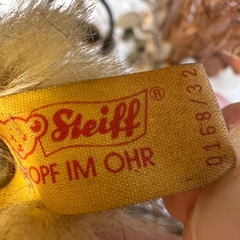 Steiff®
OPF IM OHR
0168/32